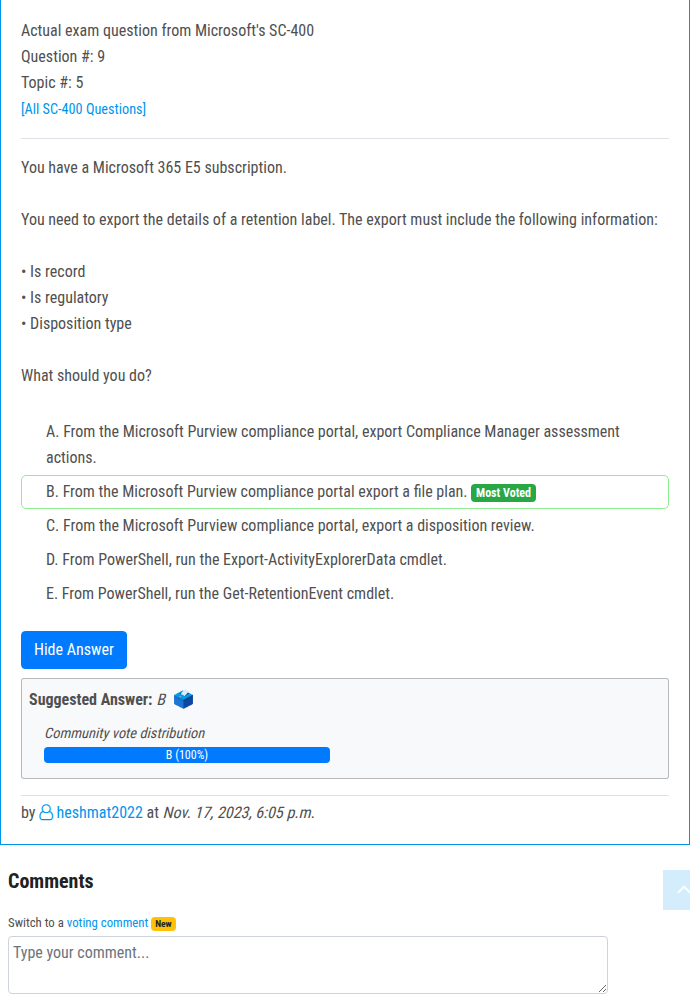 Actual exam question from Microsoft's SC-400
Question #: 9
Topic #: 5
[All SC-400 Questions]
You have a Microsoft 365 E5 subscription.
You need to export the details of a retention label. The export must include the following information:
• Is record
• Is regulatory
• Disposition type
What should you do?
A. From the Microsoft Purview compliance portal, export Compliance Manager assessment
actions.
B. From the Microsoft Purview compliance portal export a file plan. Most Voted
C. From the Microsoft Purview compliance portal, export a disposition review.
D. From PowerShell, run the Export-ActivityExplorerData cmdlet.
E. From PowerShell, run the Get-RetentionEvent cmdlet.
Hide Answer
Suggested Answer: B
Community vote distribution
B (100%)
by heshmat2022 at Nov. 17, 2023, 6:05 p.m.
Comments
Switch to a voting comment New
Type your comment...